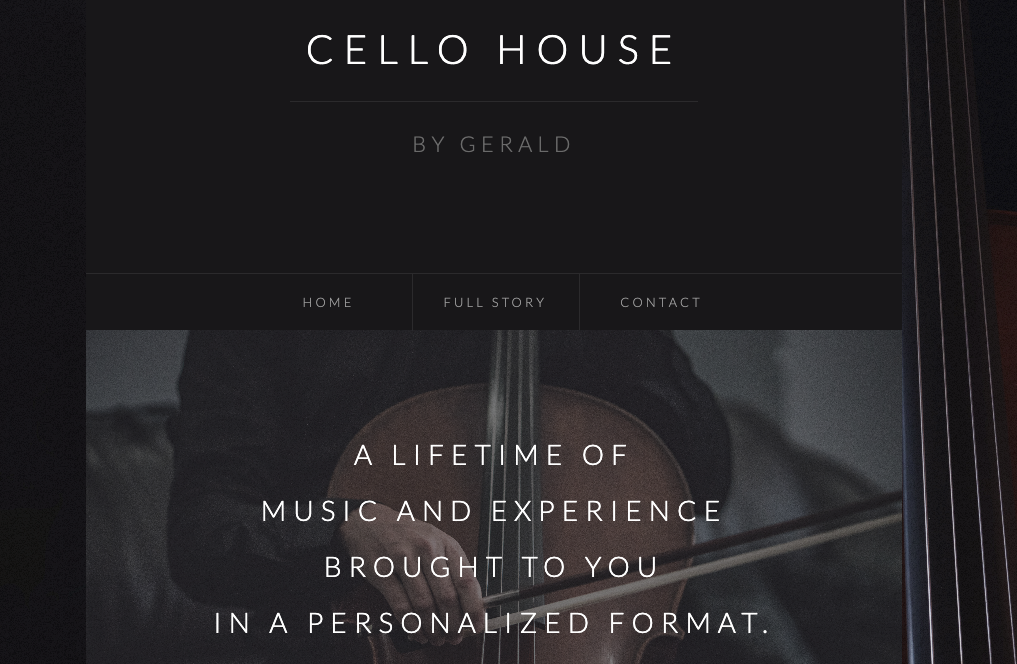 CELLO HOUSE
BY GERALD
HOME FULL STORY CONTACT
A LIFETIME OF
MUSIC AND EXPERIENCE
BROUGHT TO YOU
IN A PERSONALIZED FORMAT.